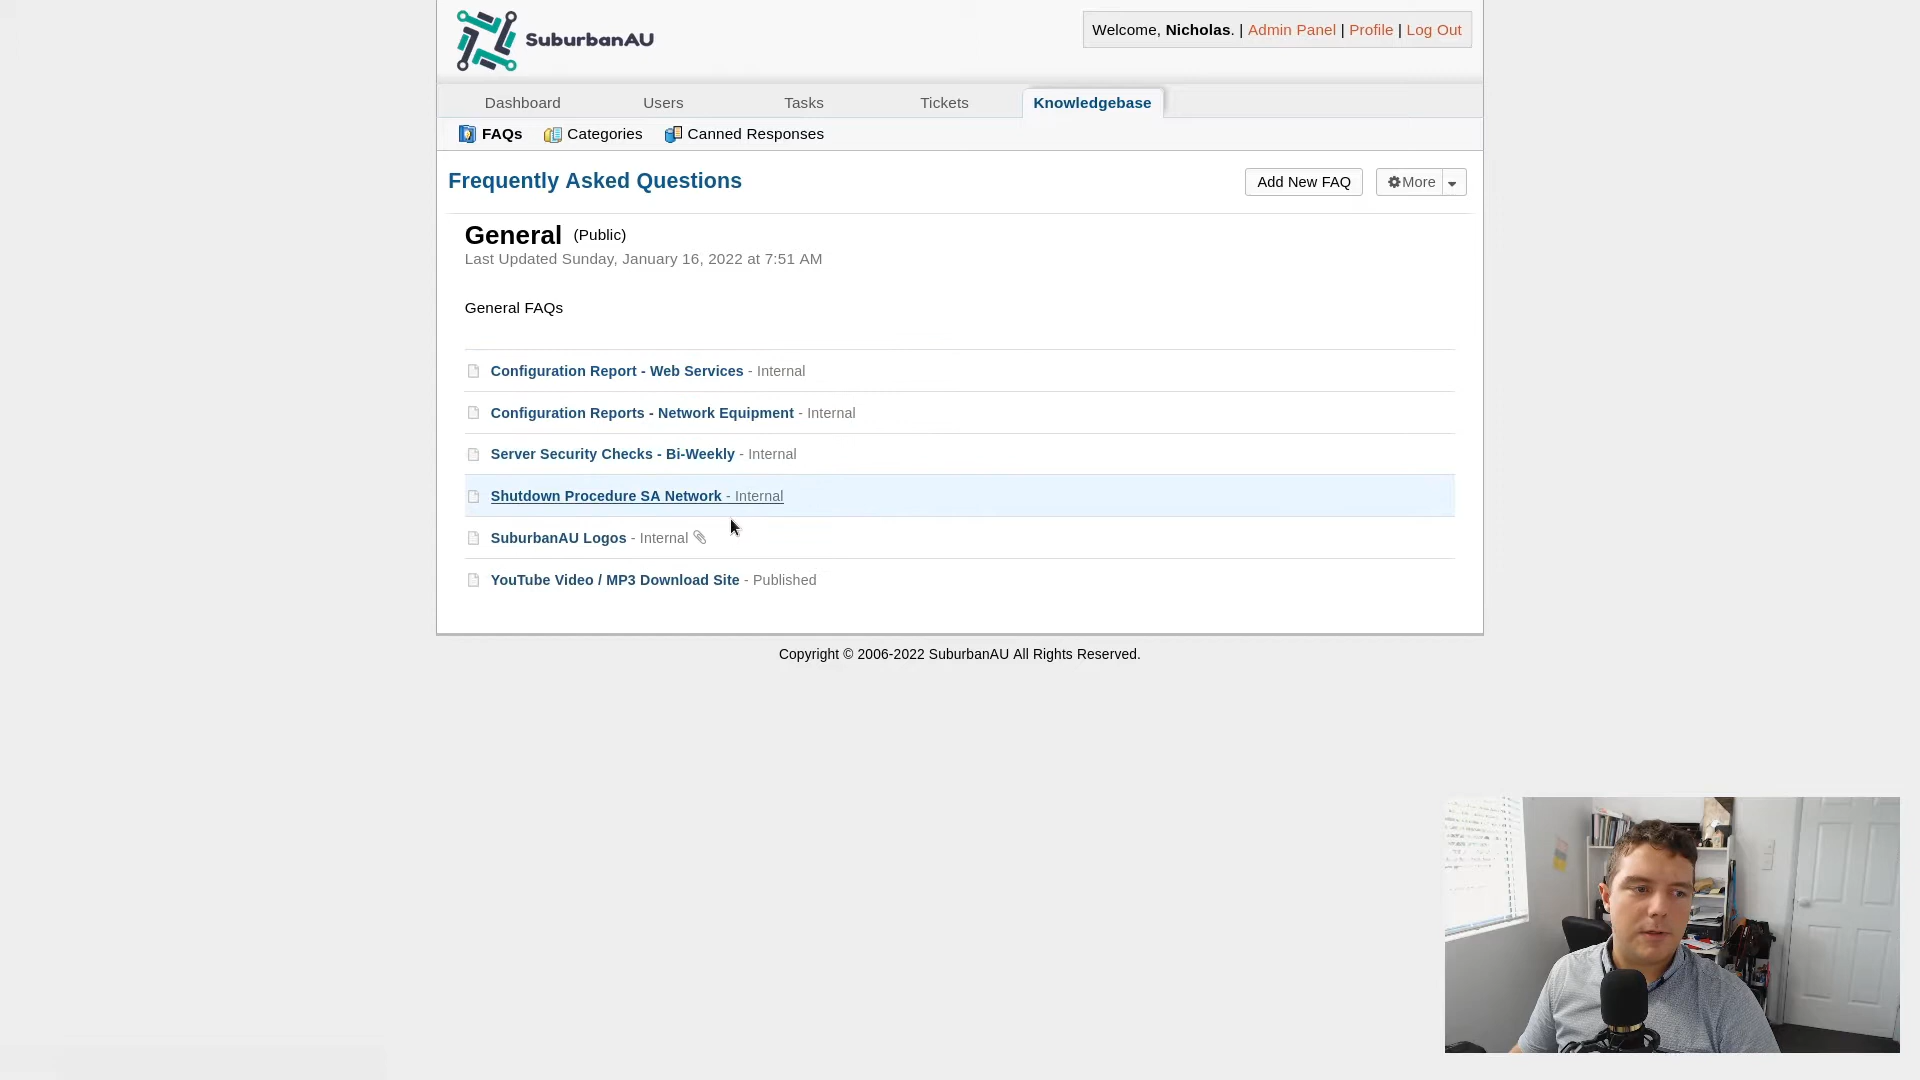 SuburbanAU
Welcome, Nicholas. | Admin Panel | Profile | Log Out
Dashboard Users Tasks Tickets Knowledgebase
FAQs Categories Canned Responses
Frequently Asked Questions
Add New FAQ More
General (Public)
Last Updated Sunday, January 16, 2022 at 7:51 AM
General FAQs
Configuration Report - Web Services - Internal
Configuration Reports - Network Equipment - Internal
Server Security Checks - Bi-Weekly - Internal
Shutdown Procedure SA Network - Internal
SuburbanAU Logos - Internal
YouTube Video / MP3 Download Site - Published
Copyright © 2006-2022 SuburbanAU All Rights Reserved.